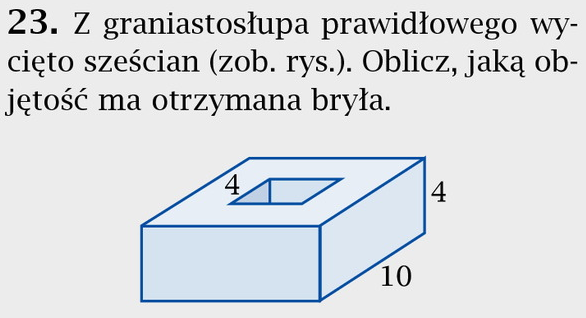 23. Z graniastosłupa prawidłowego wy-
cięto sześcian (zob. rys.). Oblicz, jaką ob-
jętość ma otrzymana bryła.
4
4
10